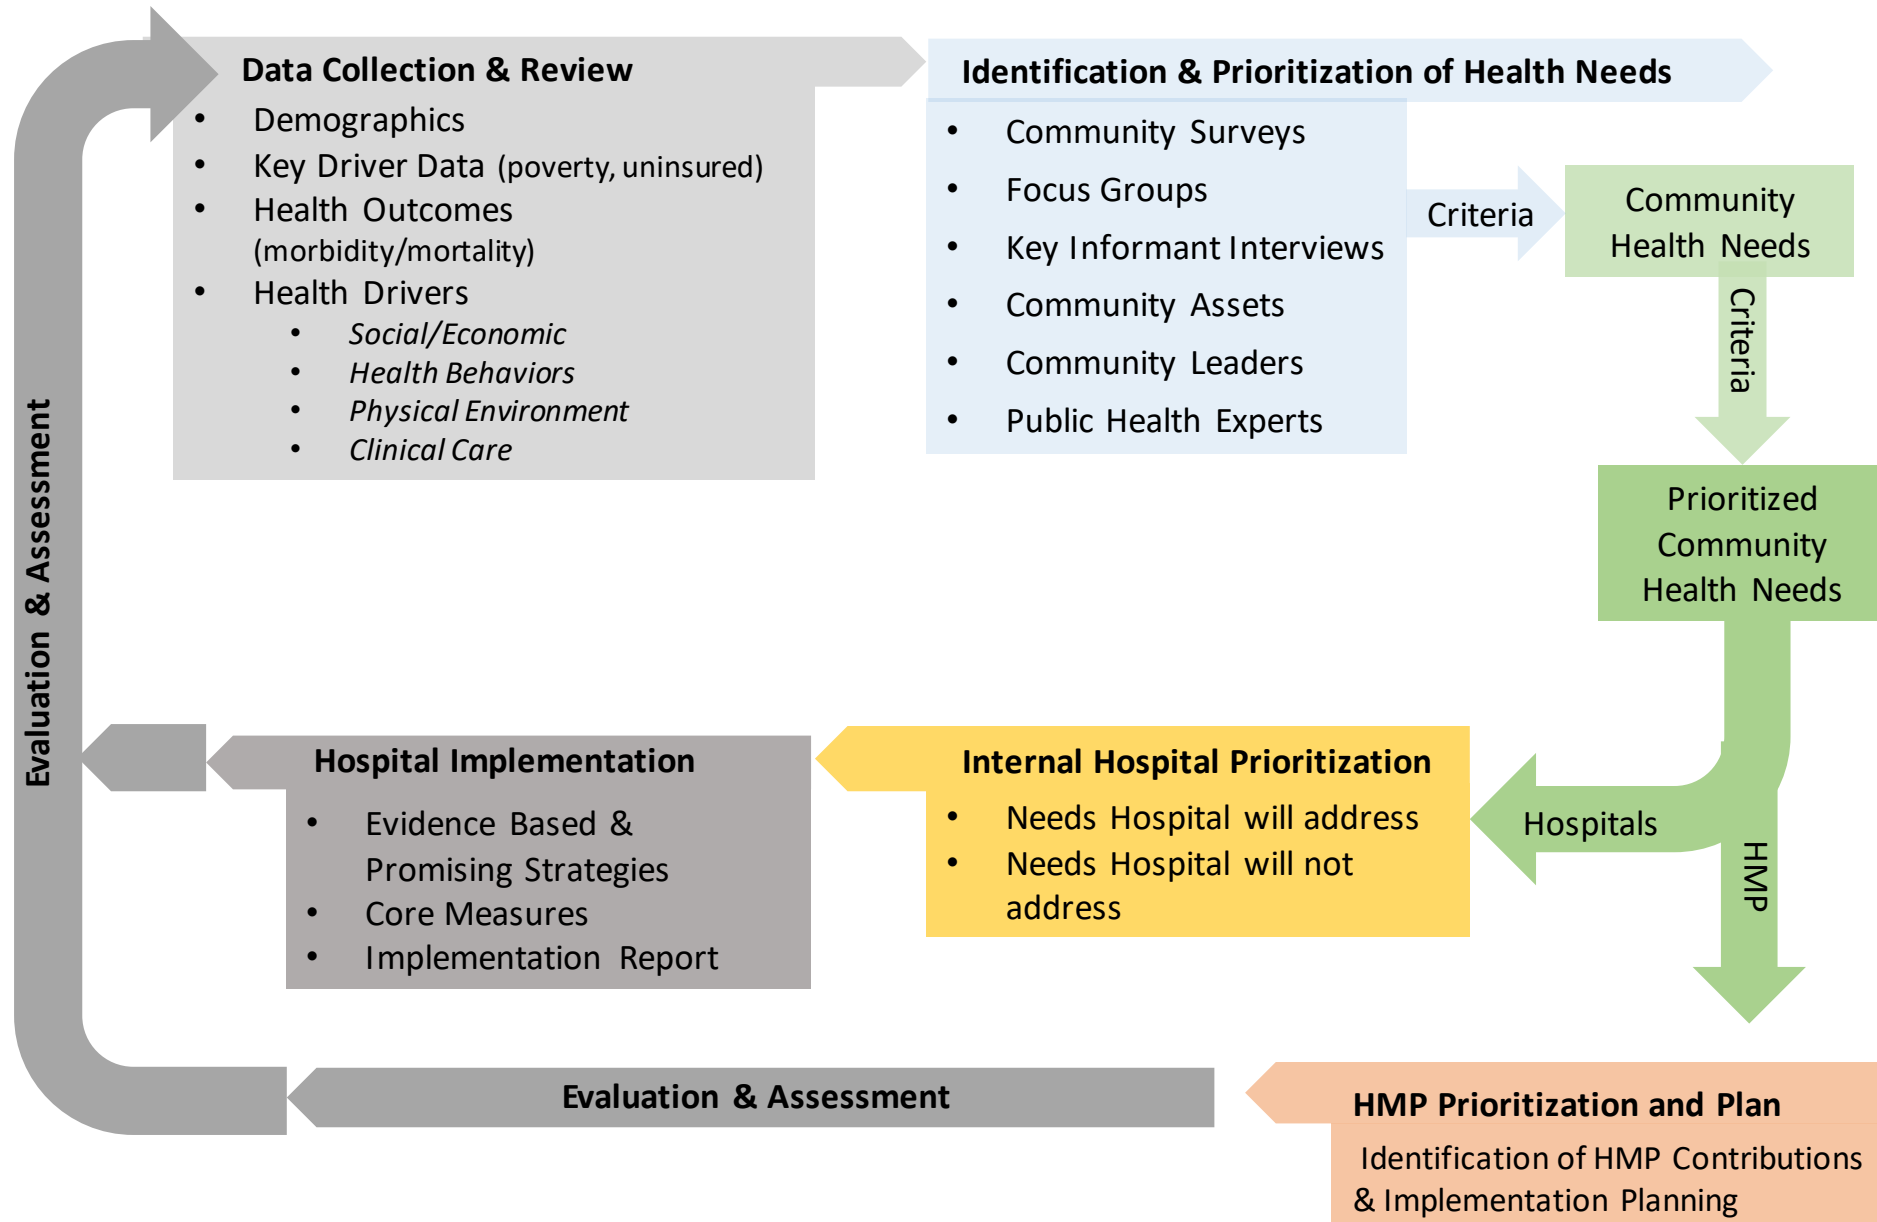 Data Collection & Review
• Demographics
• Key Driver Data (poverty, uninsured)
• Health Outcomes
(morbidity/mortality)
• Health Drivers
• Social/Economic
• Health Behaviors
• Physical Environment
• Clinical Care
Identification & Prioritization of Health Needs
• Community Surveys
• Focus Groups
• Key Informant Interviews
• Community Assets
• Community Leaders
• Public Health Experts
Criteria
Community
Health Needs
Criteria
Prioritized
Community
Health Needs
Hospitals
HMP
Internal Hospital Prioritization
• Needs Hospital will address
• Needs Hospital will not
address
Hospital Implementation
• Evidence Based &
Promising Strategies
• Core Measures
• Implementation Report
Evaluation & Assessment
HMP Prioritization and Plan
Identification of HMP Contributions
& Implementation Planning
Evaluation & Assessment